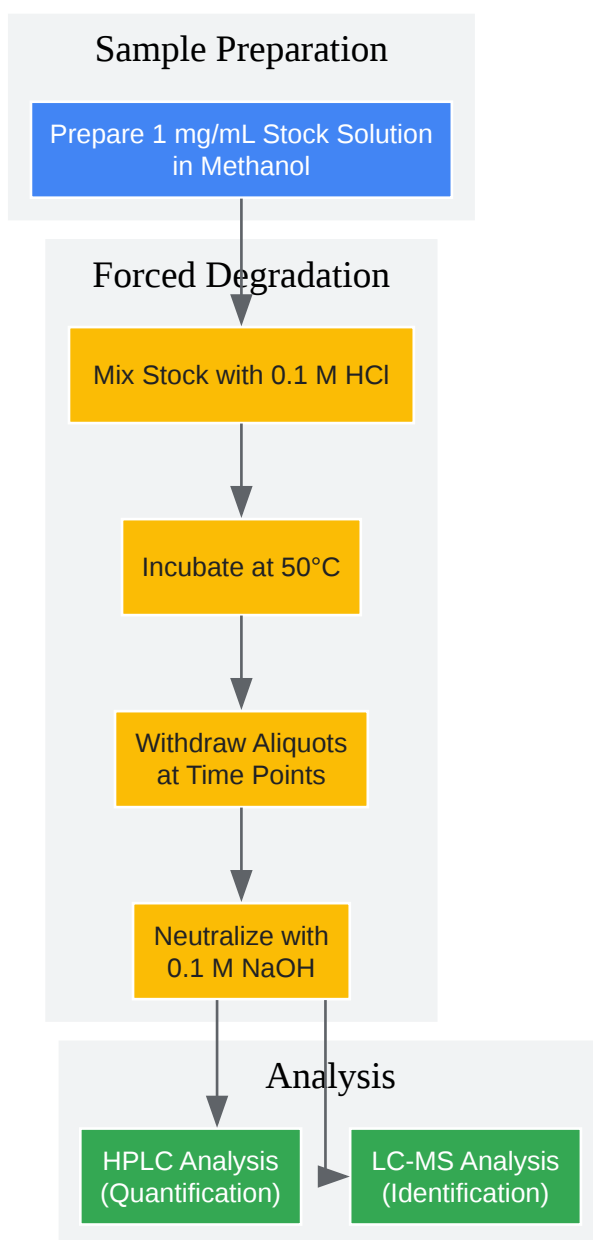 Sample Preparation
Prepare 1 mg/mL Stock Solution
in Methanol
Forced Degradation
Mix Stock with 0.1 M HCl
Incubate at 50°C
Withdraw Aliquots
at Time Points
Neutralize with
0.1 M NaOH
Analysis
HPLC Analysis
(Quantification)
LC-MS Analysis
(Identification)